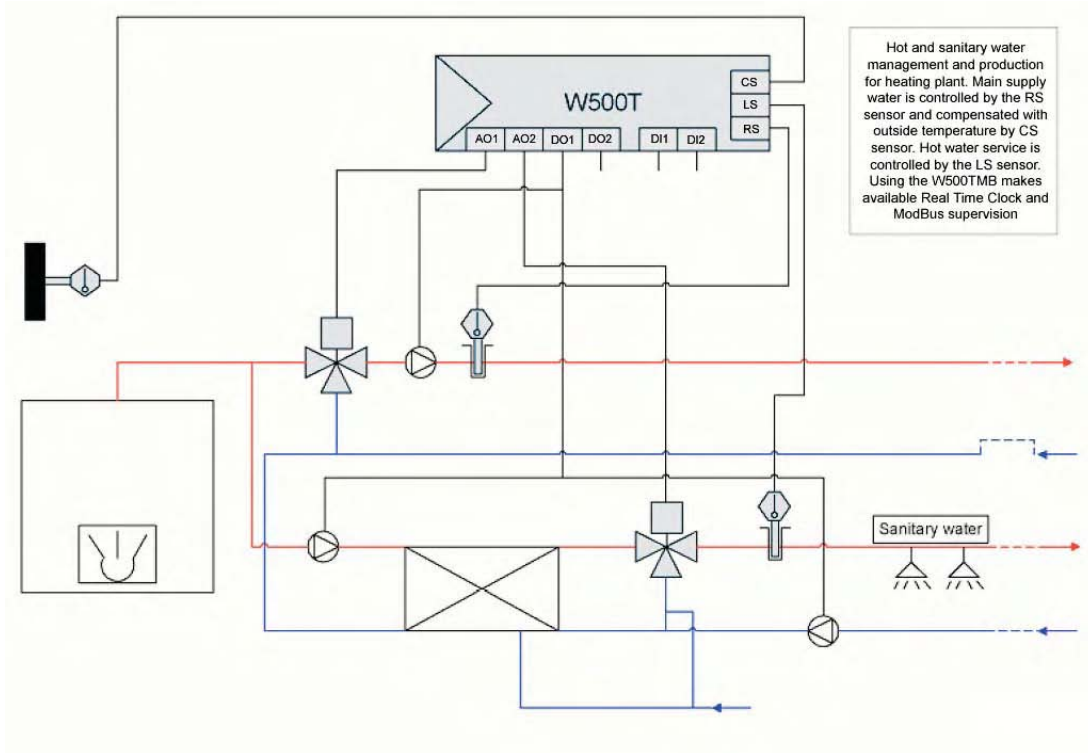 Hot and sanitary water
management and production
for heating plant. Main supply
water is controlled by the RS
sensor and compensated with
outside temperature by CS
sensor. Hot water service is
controlled by the LS sensor.
Using the W500TMB makes
available Real Time Clock and
ModBus supervision
W500T
CS
LS
RS
AO1 AO2 DO1 DO2 DI1 DI2
Sanitary water